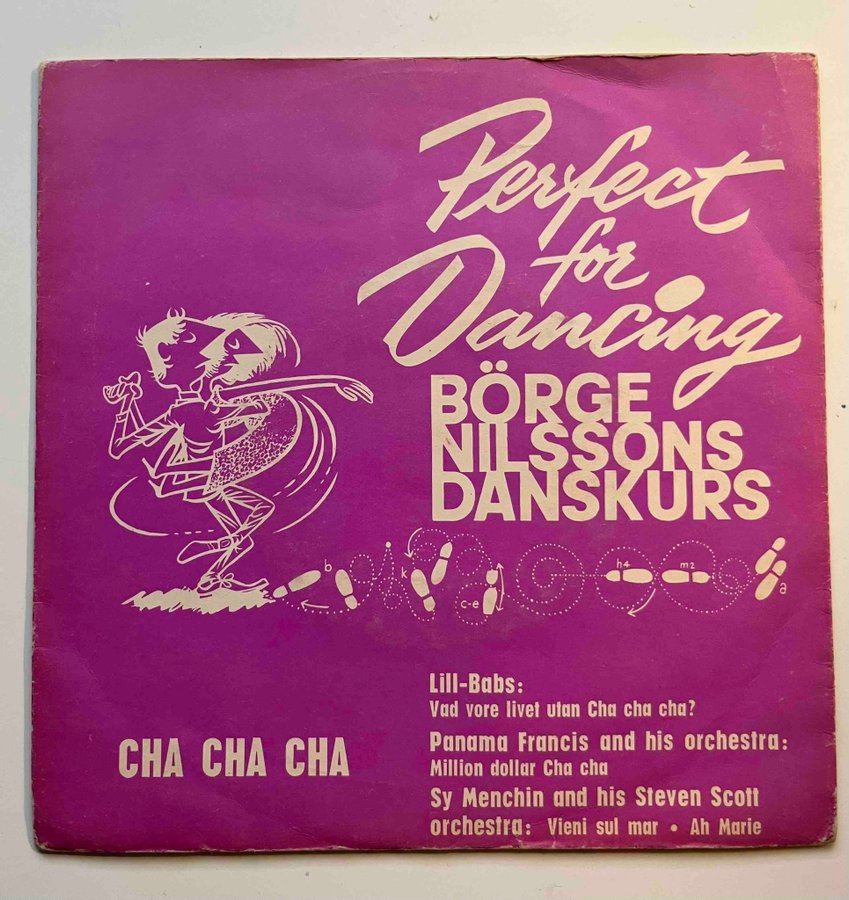 Perfect
for
Dancing
BÖRGE
NILSSONS
DANSKURS
b
k
c-e
h4
m2
a
Lill-Babs:
Vad vore livet utan Cha cha cha?
Panama Francis and his orchestra:
Million dollar Cha cha
Sy Menchin and his Steven Scott
orchestra: Vieni sul mar • Ah Marie
CHA CHA CHA